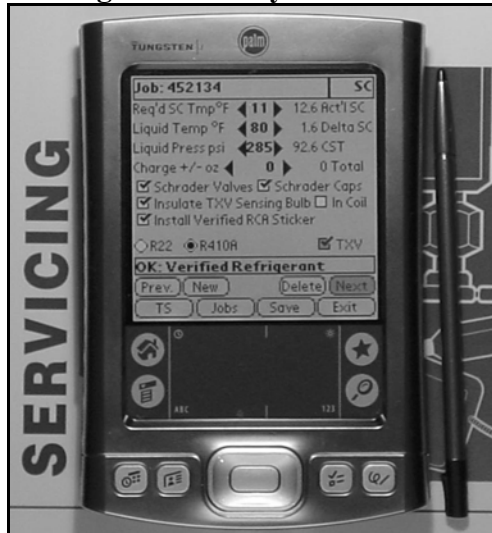 TUNGSTEN
palm
Job: 452134 SC
Req'd SC Tmp°F 11 12.6 Act'l SC
Liquid Temp °F 80 1.6 Delta SC
Liquid Press psi 285 92.6 CST
Charge +/- oz 0 0 Total
Schrader Valves Schrader Caps
Insulate TXV Sensing Bulb In Coil
Install Verified RCA Sticker
R22 R410A TXV
OK: Verified Refrigerant
Prev. New Delete Next
TS Jobs Save Exit
ABC 123
SERVICING